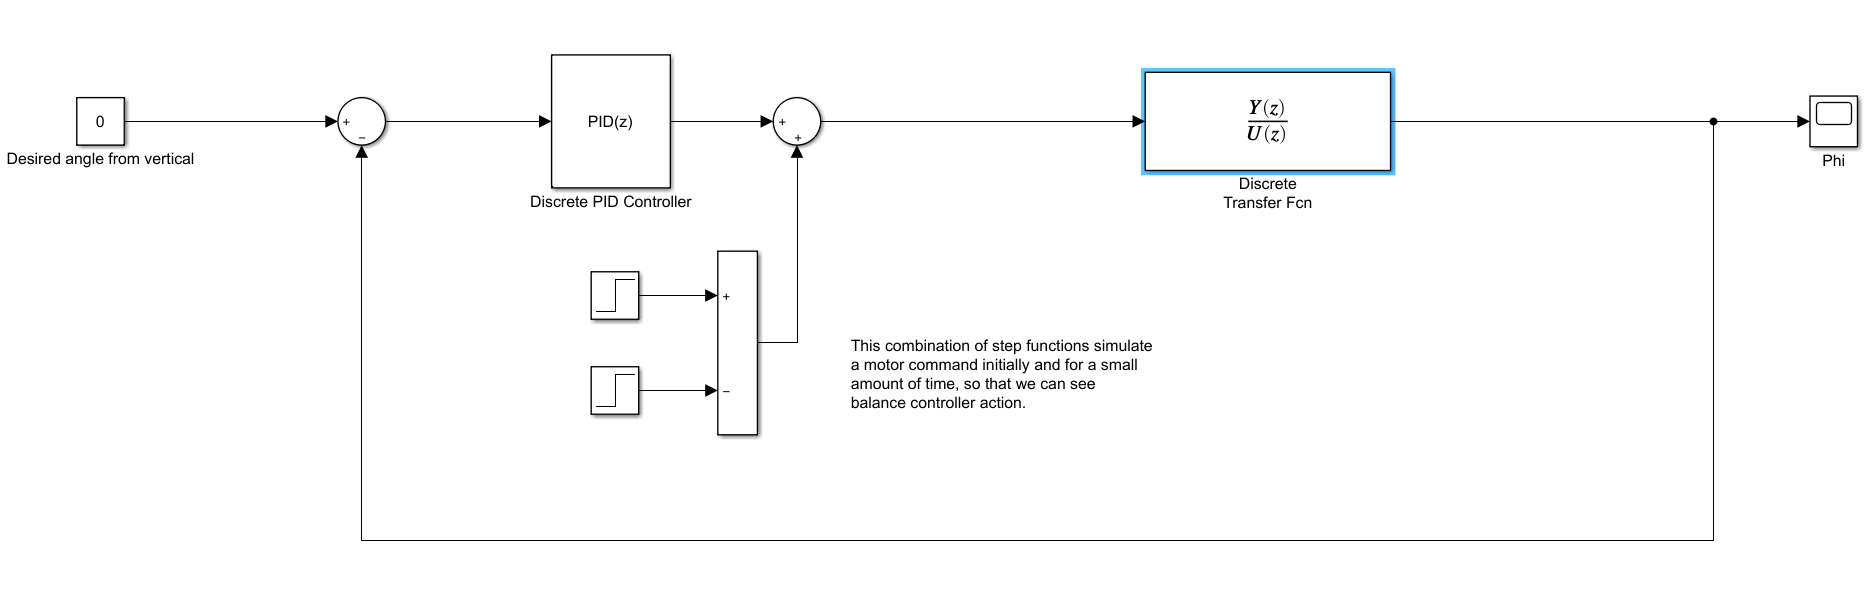 0
Desired angle from vertical
+
−
PID(z)
Discrete PID Controller
+
+
Y(z)
U(z)
Discrete
Transfer Fcn
Phi
+
−
This combination of step functions simulate
a motor command initially and for a small
amount of time, so that we can see
balance controller action.